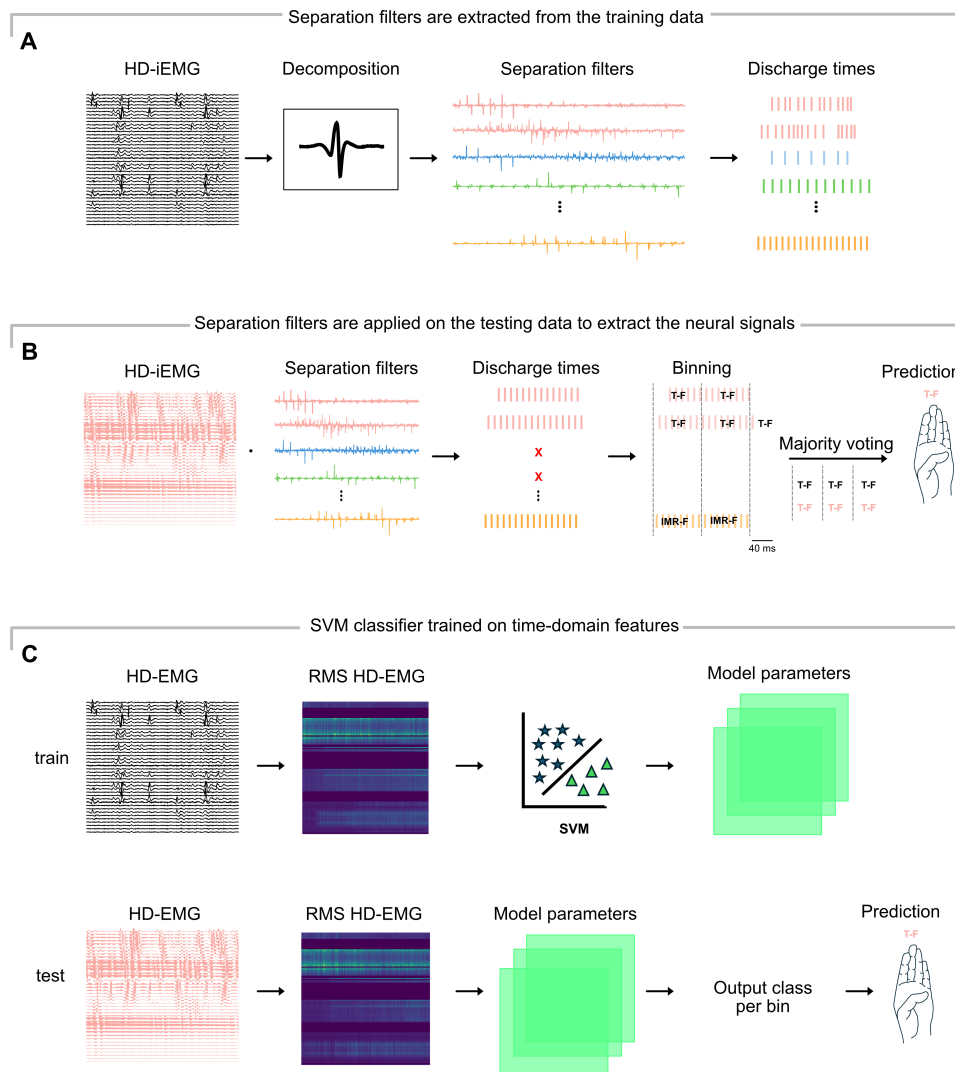 Separation filters are extracted from the training data
A
HD-iEMG
Decomposition
Separation filters
Discharge times
Separation filters are applied on the testing data to extract the neural signals
B
HD-iEMG
Separation filters
Discharge times
Binning
Prediction
T-F
T-F T-F
T-F T-F T-F
X
X
Majority voting
T-F T-F T-F
T-F T-F T-F
IMR-F IMR-F
40 ms
SVM classifier trained on time-domain features
C
HD-EMG
RMS HD-EMG
Model parameters
train
SVM
HD-EMG
RMS HD-EMG
Model parameters
Prediction
T-F
test
Output class
per bin